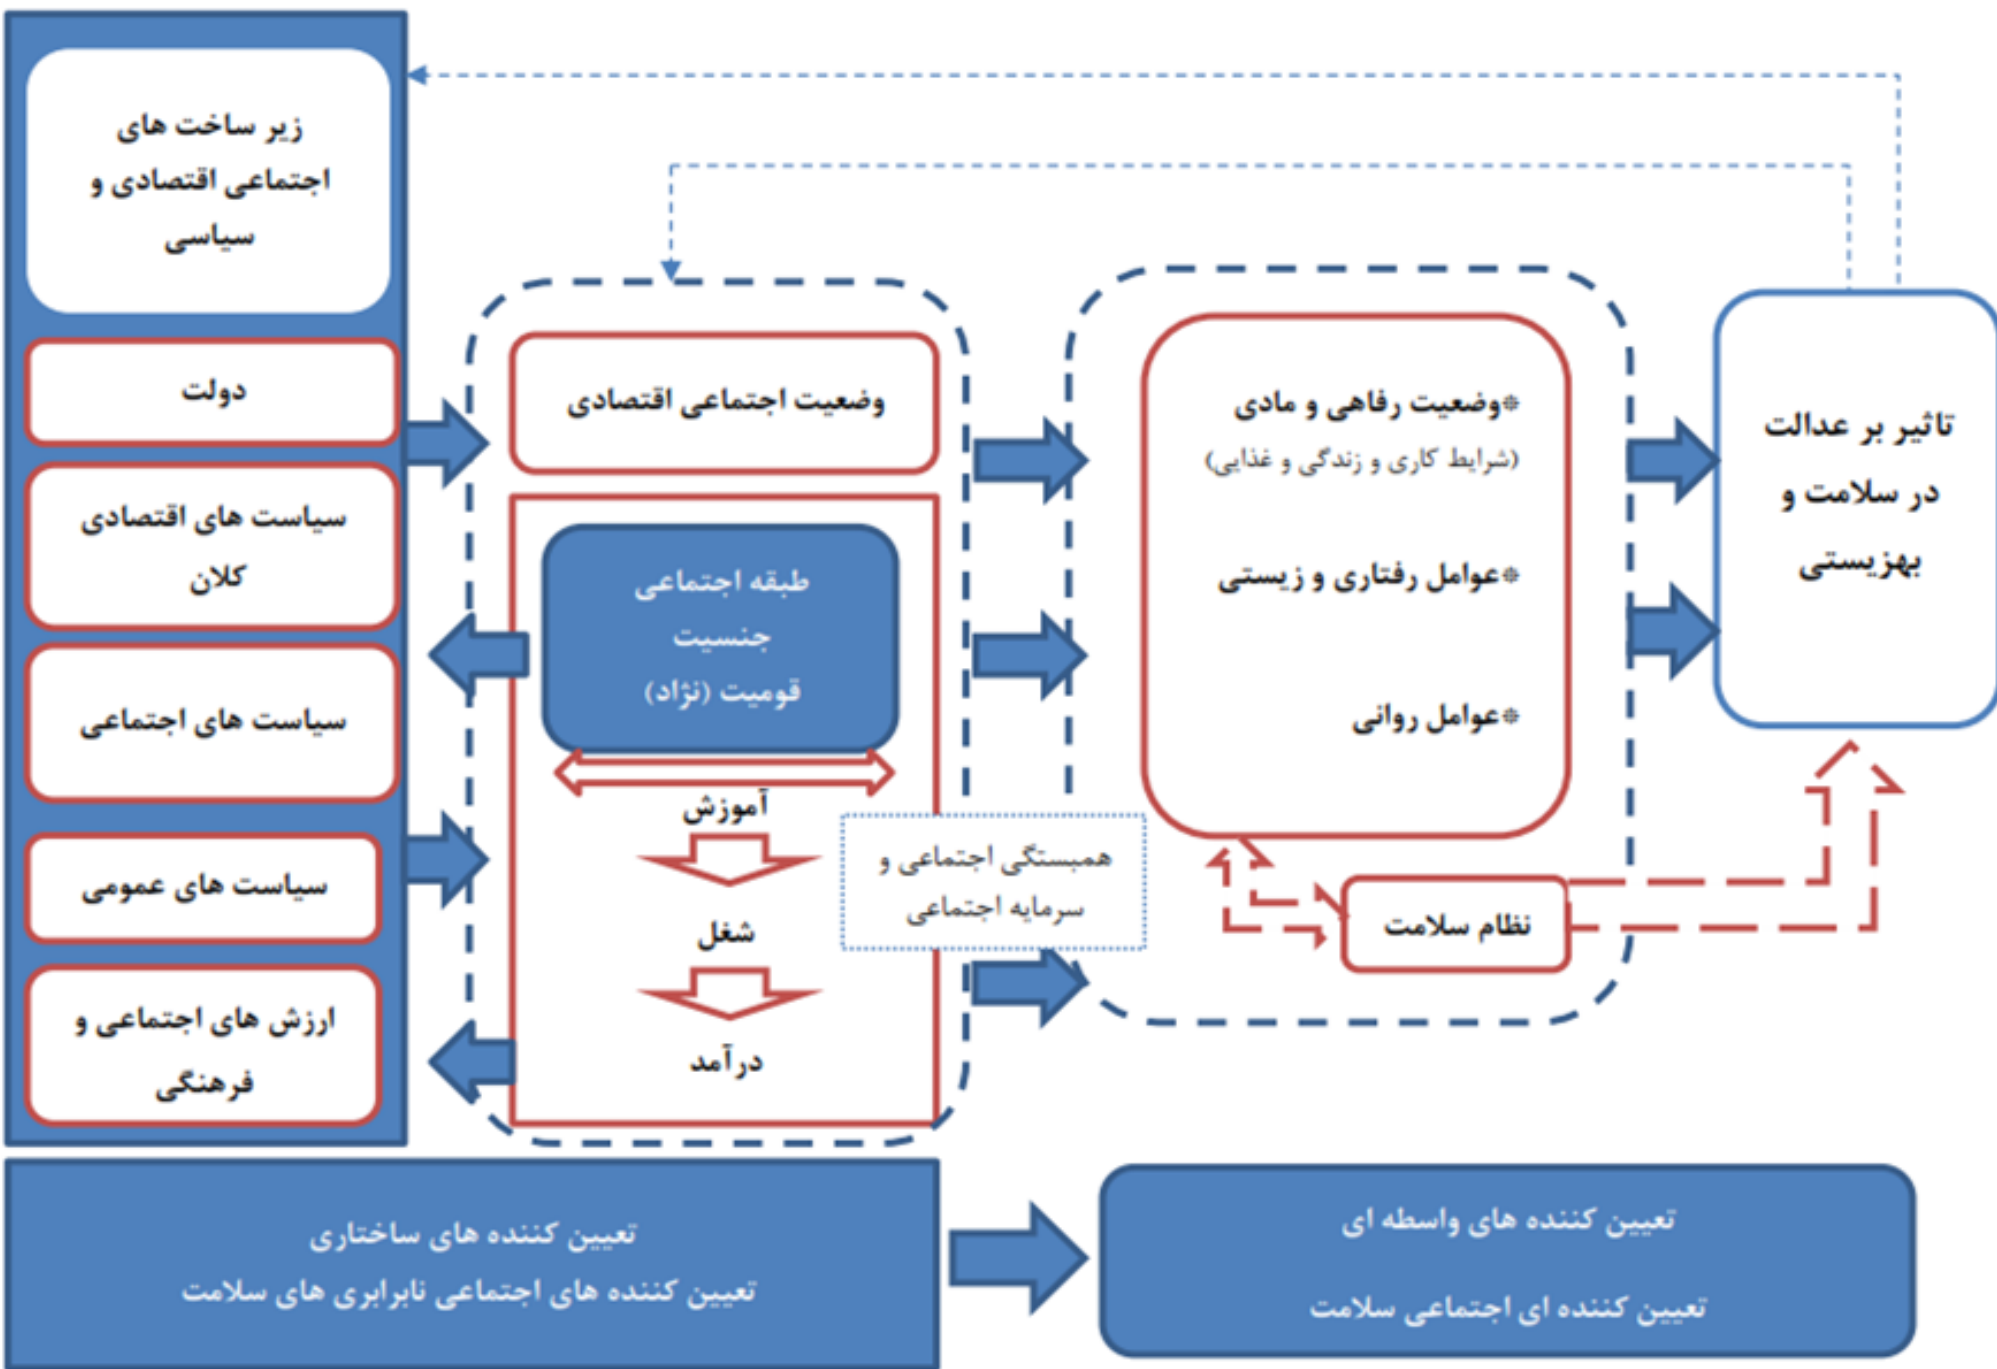 زیر ساخت های
اجتماعی اقتصادی و
سیاسی
دولت
سیاست های اقتصادی
کلان
سیاست های اجتماعی
سیاست های عمومی
ارزش های اجتماعی و
فرهنگی
وضعیت اجتماعی اقتصادی
طبقه اجتماعی
جنسیت
قومیت (نژاد)
آموزش
شغل
درآمد
همبستگی اجتماعی و
سرمایه اجتماعی
*وضعیت رفاهی و مادی
(شرایط کاری و زندگی و غذایی)
*عوامل رفتاری و زیستی
*عوامل روانی
نظام سلامت
تاثیر بر عدالت
در سلامت و
بهزیستی
تعیین کننده های ساختاری
تعیین کننده های اجتماعی نابرابری های سلامت
تعیین کننده های واسطه ای
تعیین کننده ای اجتماعی سلامت